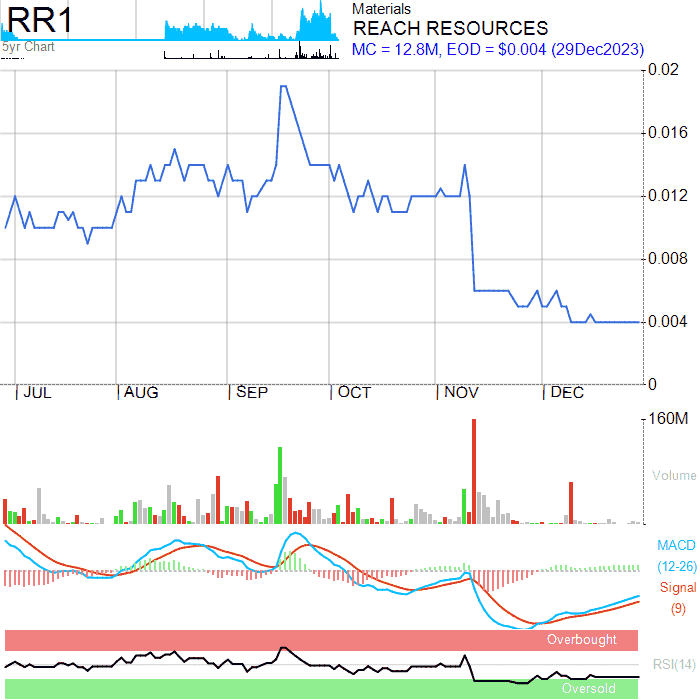 RR1
5yr Chart
Materials
REACH RESOURCES
MC = 12.8M, EOD = $0.004 (29Dec2023)
0.02
0.016
0.012
0.008
0.004
0
JUL AUG SEP OCT NOV DEC
160M
Volume
MACD
(12-26)
Signal
(9)
Overbought
RSI(14)
Oversold